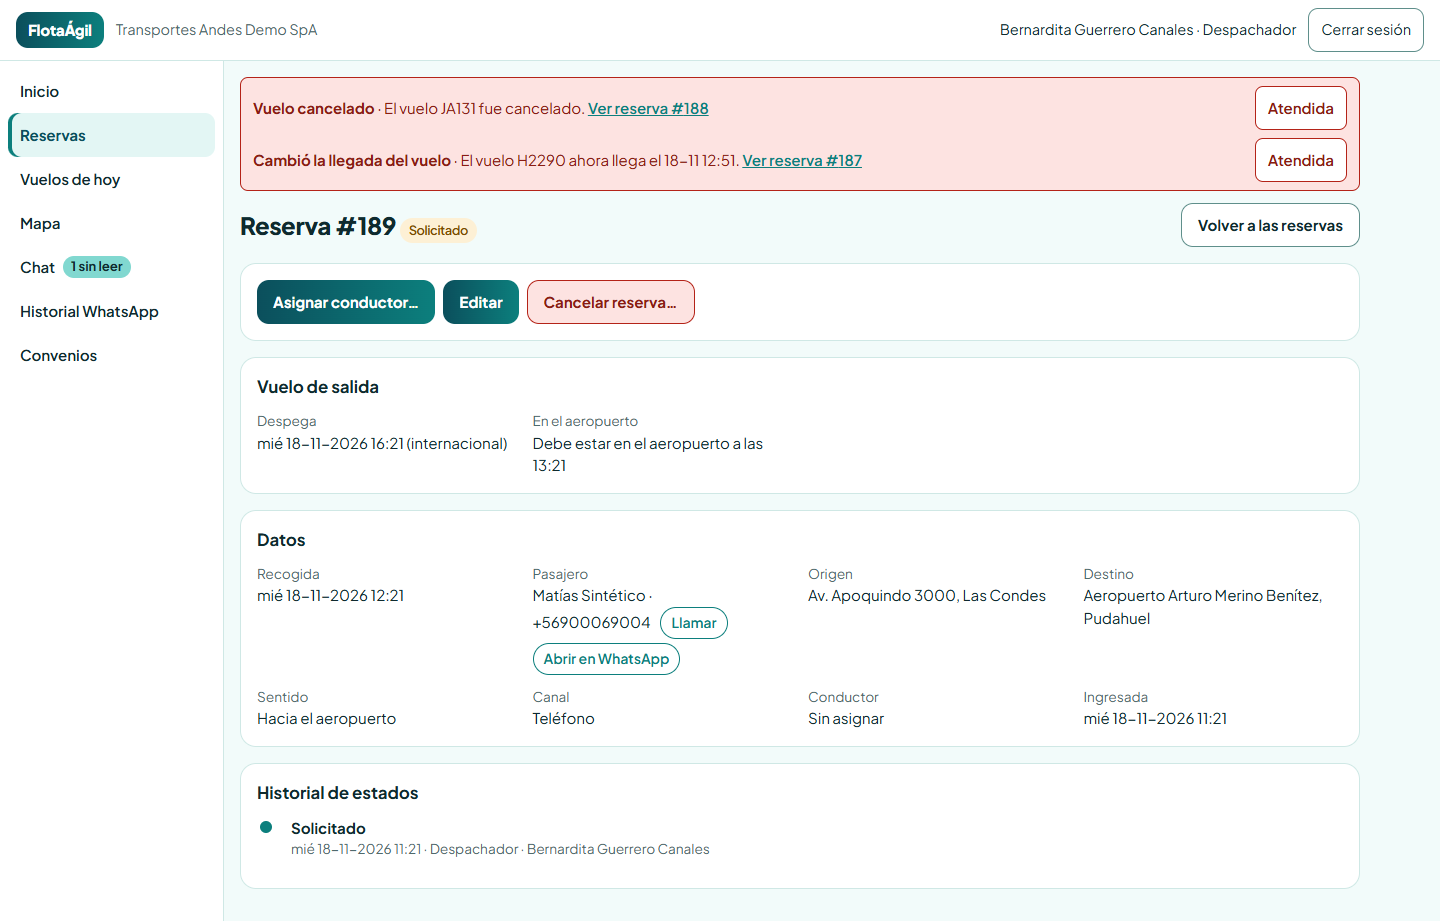 FlotaÁgil
Transportes Andes Demo SpA
Bernardita Guerrero Canales · Despachador
Cerrar sesión
Inicio
Reservas
Vuelos de hoy
Mapa
Chat 1 sin leer
Historial WhatsApp
Convenios
Vuelo cancelado · El vuelo JA131 fue cancelado. Ver reserva #188
Atendida
Cambió la llegada del vuelo · El vuelo H2290 ahora llega el 18-11 12:51. Ver reserva #187
Atendida
Reserva #189 Solicitado
Volver a las reservas
Asignar conductor...
Editar
Cancelar reserva...
Vuelo de salida
Despega
mié 18-11-2026 16:21 (internacional)
En el aeropuerto
Debe estar en el aeropuerto a las
13:21
Datos
Recogida
mié 18-11-2026 12:21
Pasajero
Matías Sintético ·
+56900069004 Llamar
Abrir en WhatsApp
Origen
Av. Apoquindo 3000, Las Condes
Destino
Aeropuerto Arturo Merino Benítez,
Pudahuel
Sentido
Hacia el aeropuerto
Canal
Teléfono
Conductor
Sin asignar
Ingresada
mié 18-11-2026 11:21
Historial de estados
Solicitado
mié 18-11-2026 11:21 · Despachador · Bernardita Guerrero Canales